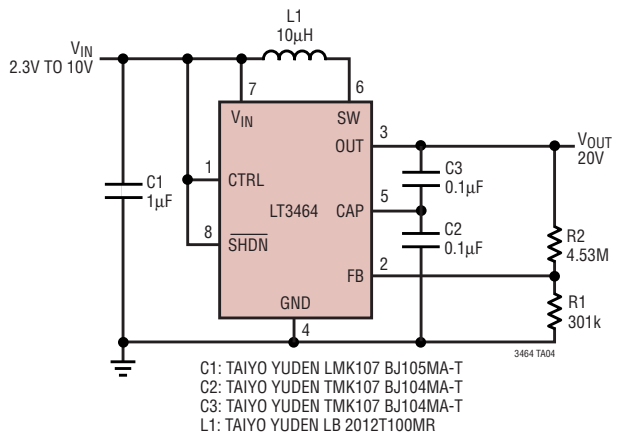 L1
10µH
VIN
2.3V TO 10V
7
6
VIN
SW
3
OUT
VOUT
20V
C3
0.1µF
1
CTRL
C1
1µF
LT3464
5
CAP
C2
0.1µF
R2
4.53M
8
SHDN
2
FB
R1
301k
GND
4
3464 TA04
C1: TAIYO YUDEN LMK107 BJ105MA-T
C2: TAIYO YUDEN TMK107 BJ104MA-T
C3: TAIYO YUDEN TMK107 BJ104MA-T
L1: TAIYO YUDEN LB 2012T100MR